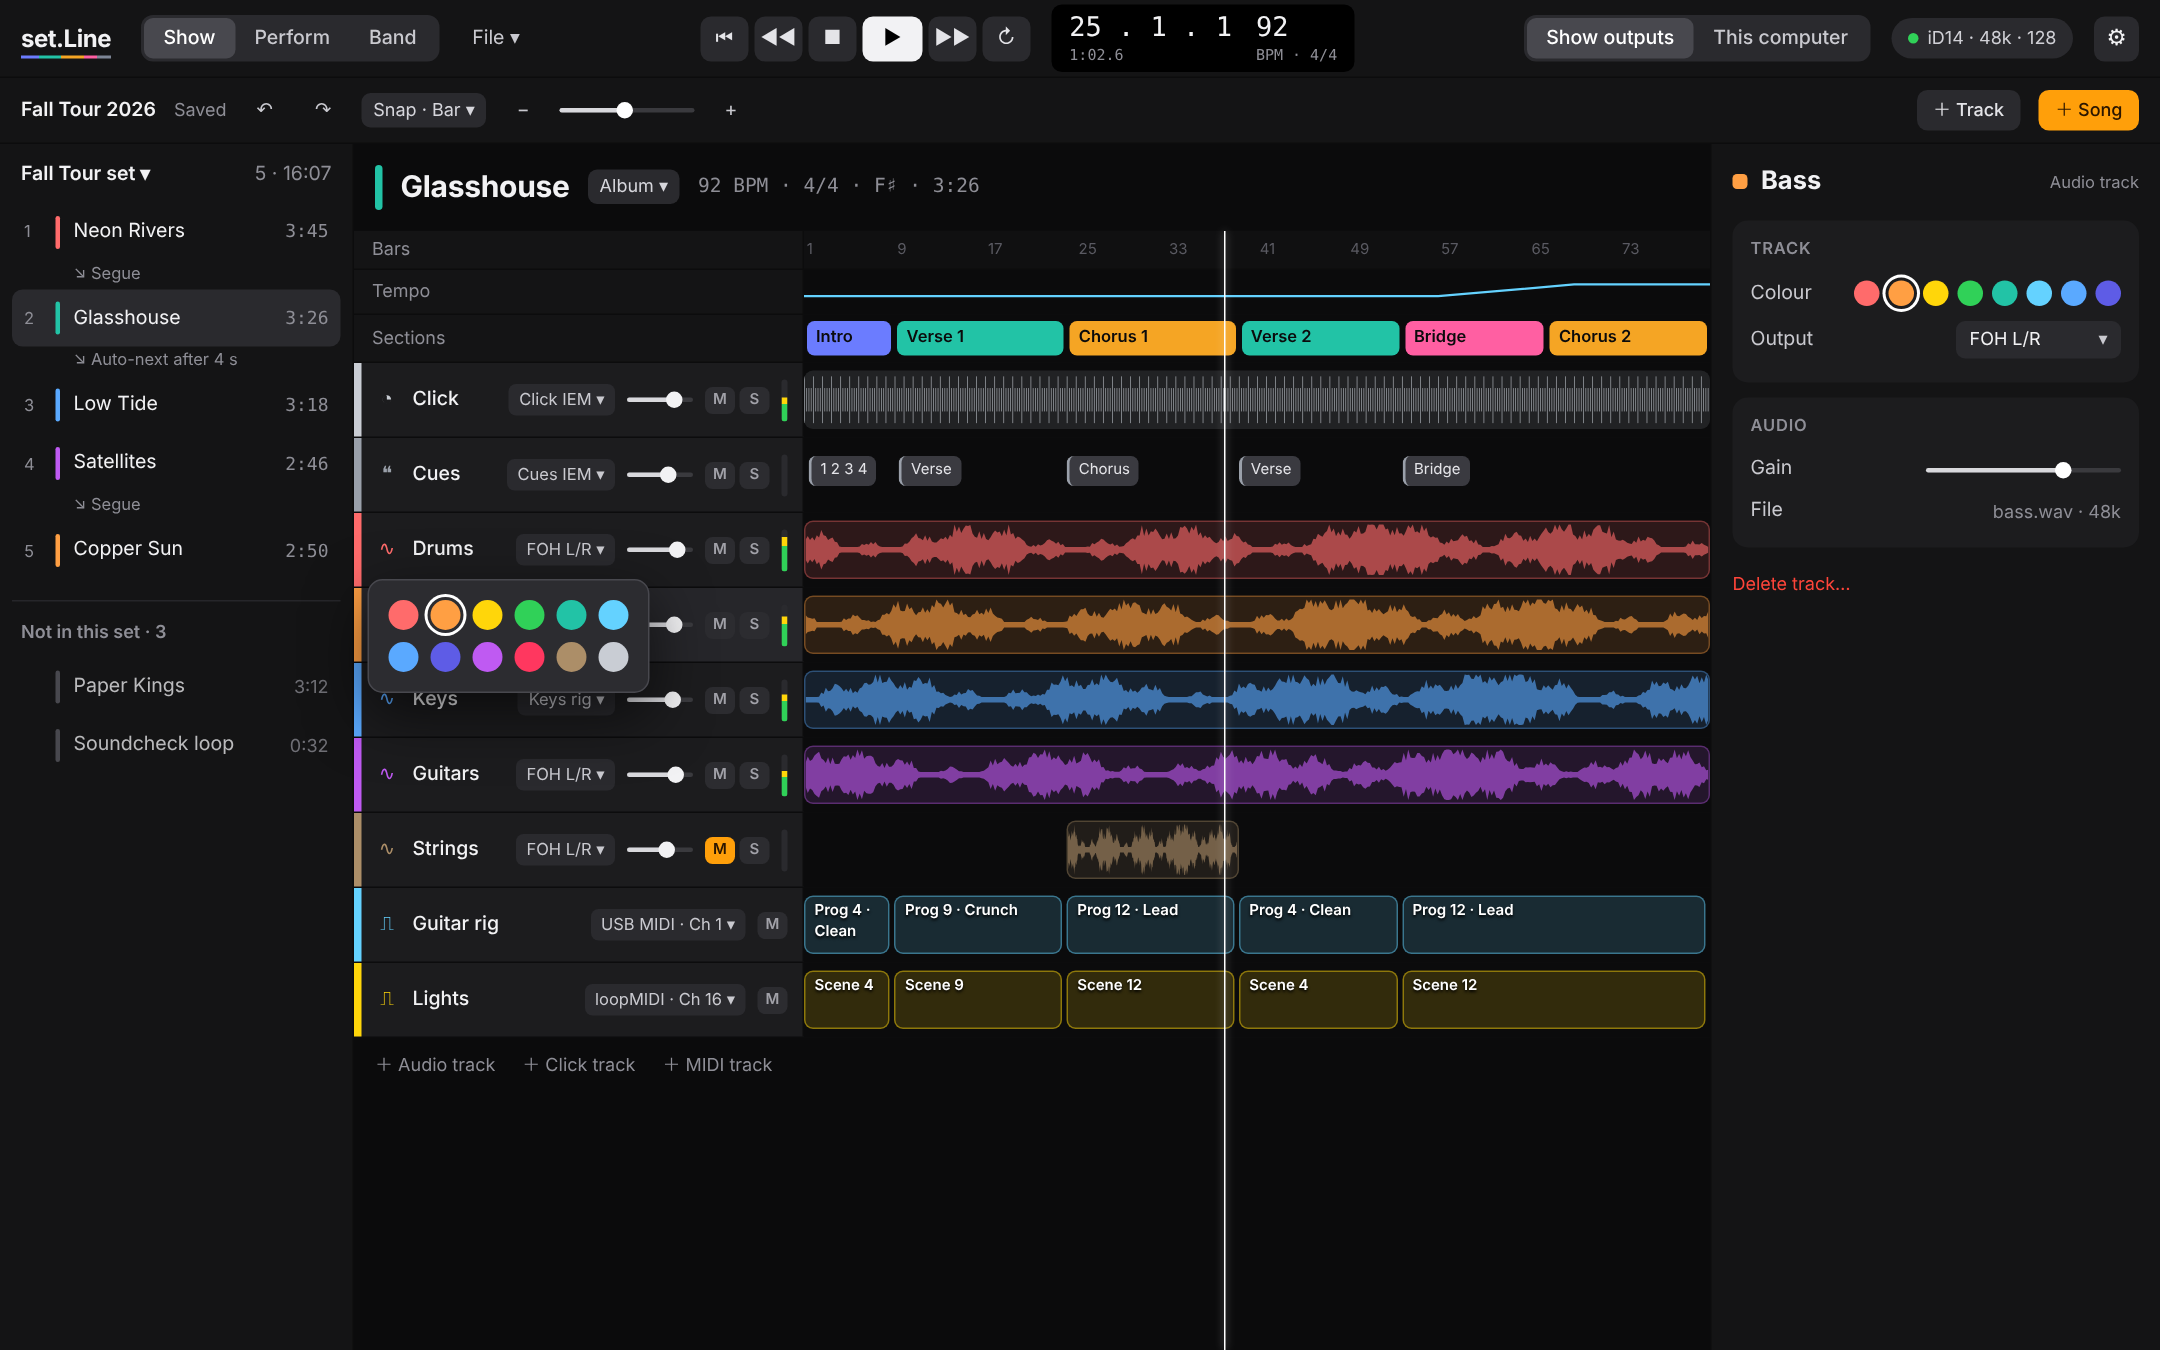 set.Line Show Perform Band File ▾ 25 . 1 . 1 92 Show outputs This computer iD14 · 48k · 128
1:02.6 BPM · 4/4
Fall Tour 2026 Saved Snap · Bar ▾ − + + Track + Song
Fall Tour set ▾ 5 · 16:07
1 Neon Rivers 3:45
↘ Segue
2 Glasshouse 3:26
↘ Auto-next after 4 s
3 Low Tide 3:18
4 Satellites 2:46
↘ Segue
5 Copper Sun 2:50
Not in this set · 3
Paper Kings 3:12
Soundcheck loop 0:32
Glasshouse Album ▾ 92 BPM · 4/4 · F♯ · 3:26
Bars 1 9 17 25 33 41 49 57 65 73
Tempo
Sections Intro Verse 1 Chorus 1 Verse 2 Bridge Chorus 2
Click Click IEM ▾ M S
Cues Cues IEM ▾ M S 1 2 3 4 Verse Chorus Verse Bridge
Drums FOH L/R ▾ M S
M S
Keys Keys rig ▾ M S
Guitars FOH L/R ▾ M S
Strings FOH L/R ▾ M S
Guitar rig USB MIDI · Ch 1 ▾ M Prog 4 · Prog 9 · Crunch Prog 12 · Lead Prog 4 · Clean Prog 12 · Lead
Clean
Lights loopMIDI · Ch 16 ▾ M Scene 4 Scene 9 Scene 12 Scene 4 Scene 12
+ Audio track + Click track + MIDI track
Bass Audio track
TRACK
Colour
Output FOH L/R ▾
AUDIO
Gain
File bass.wav · 48k
Delete track...